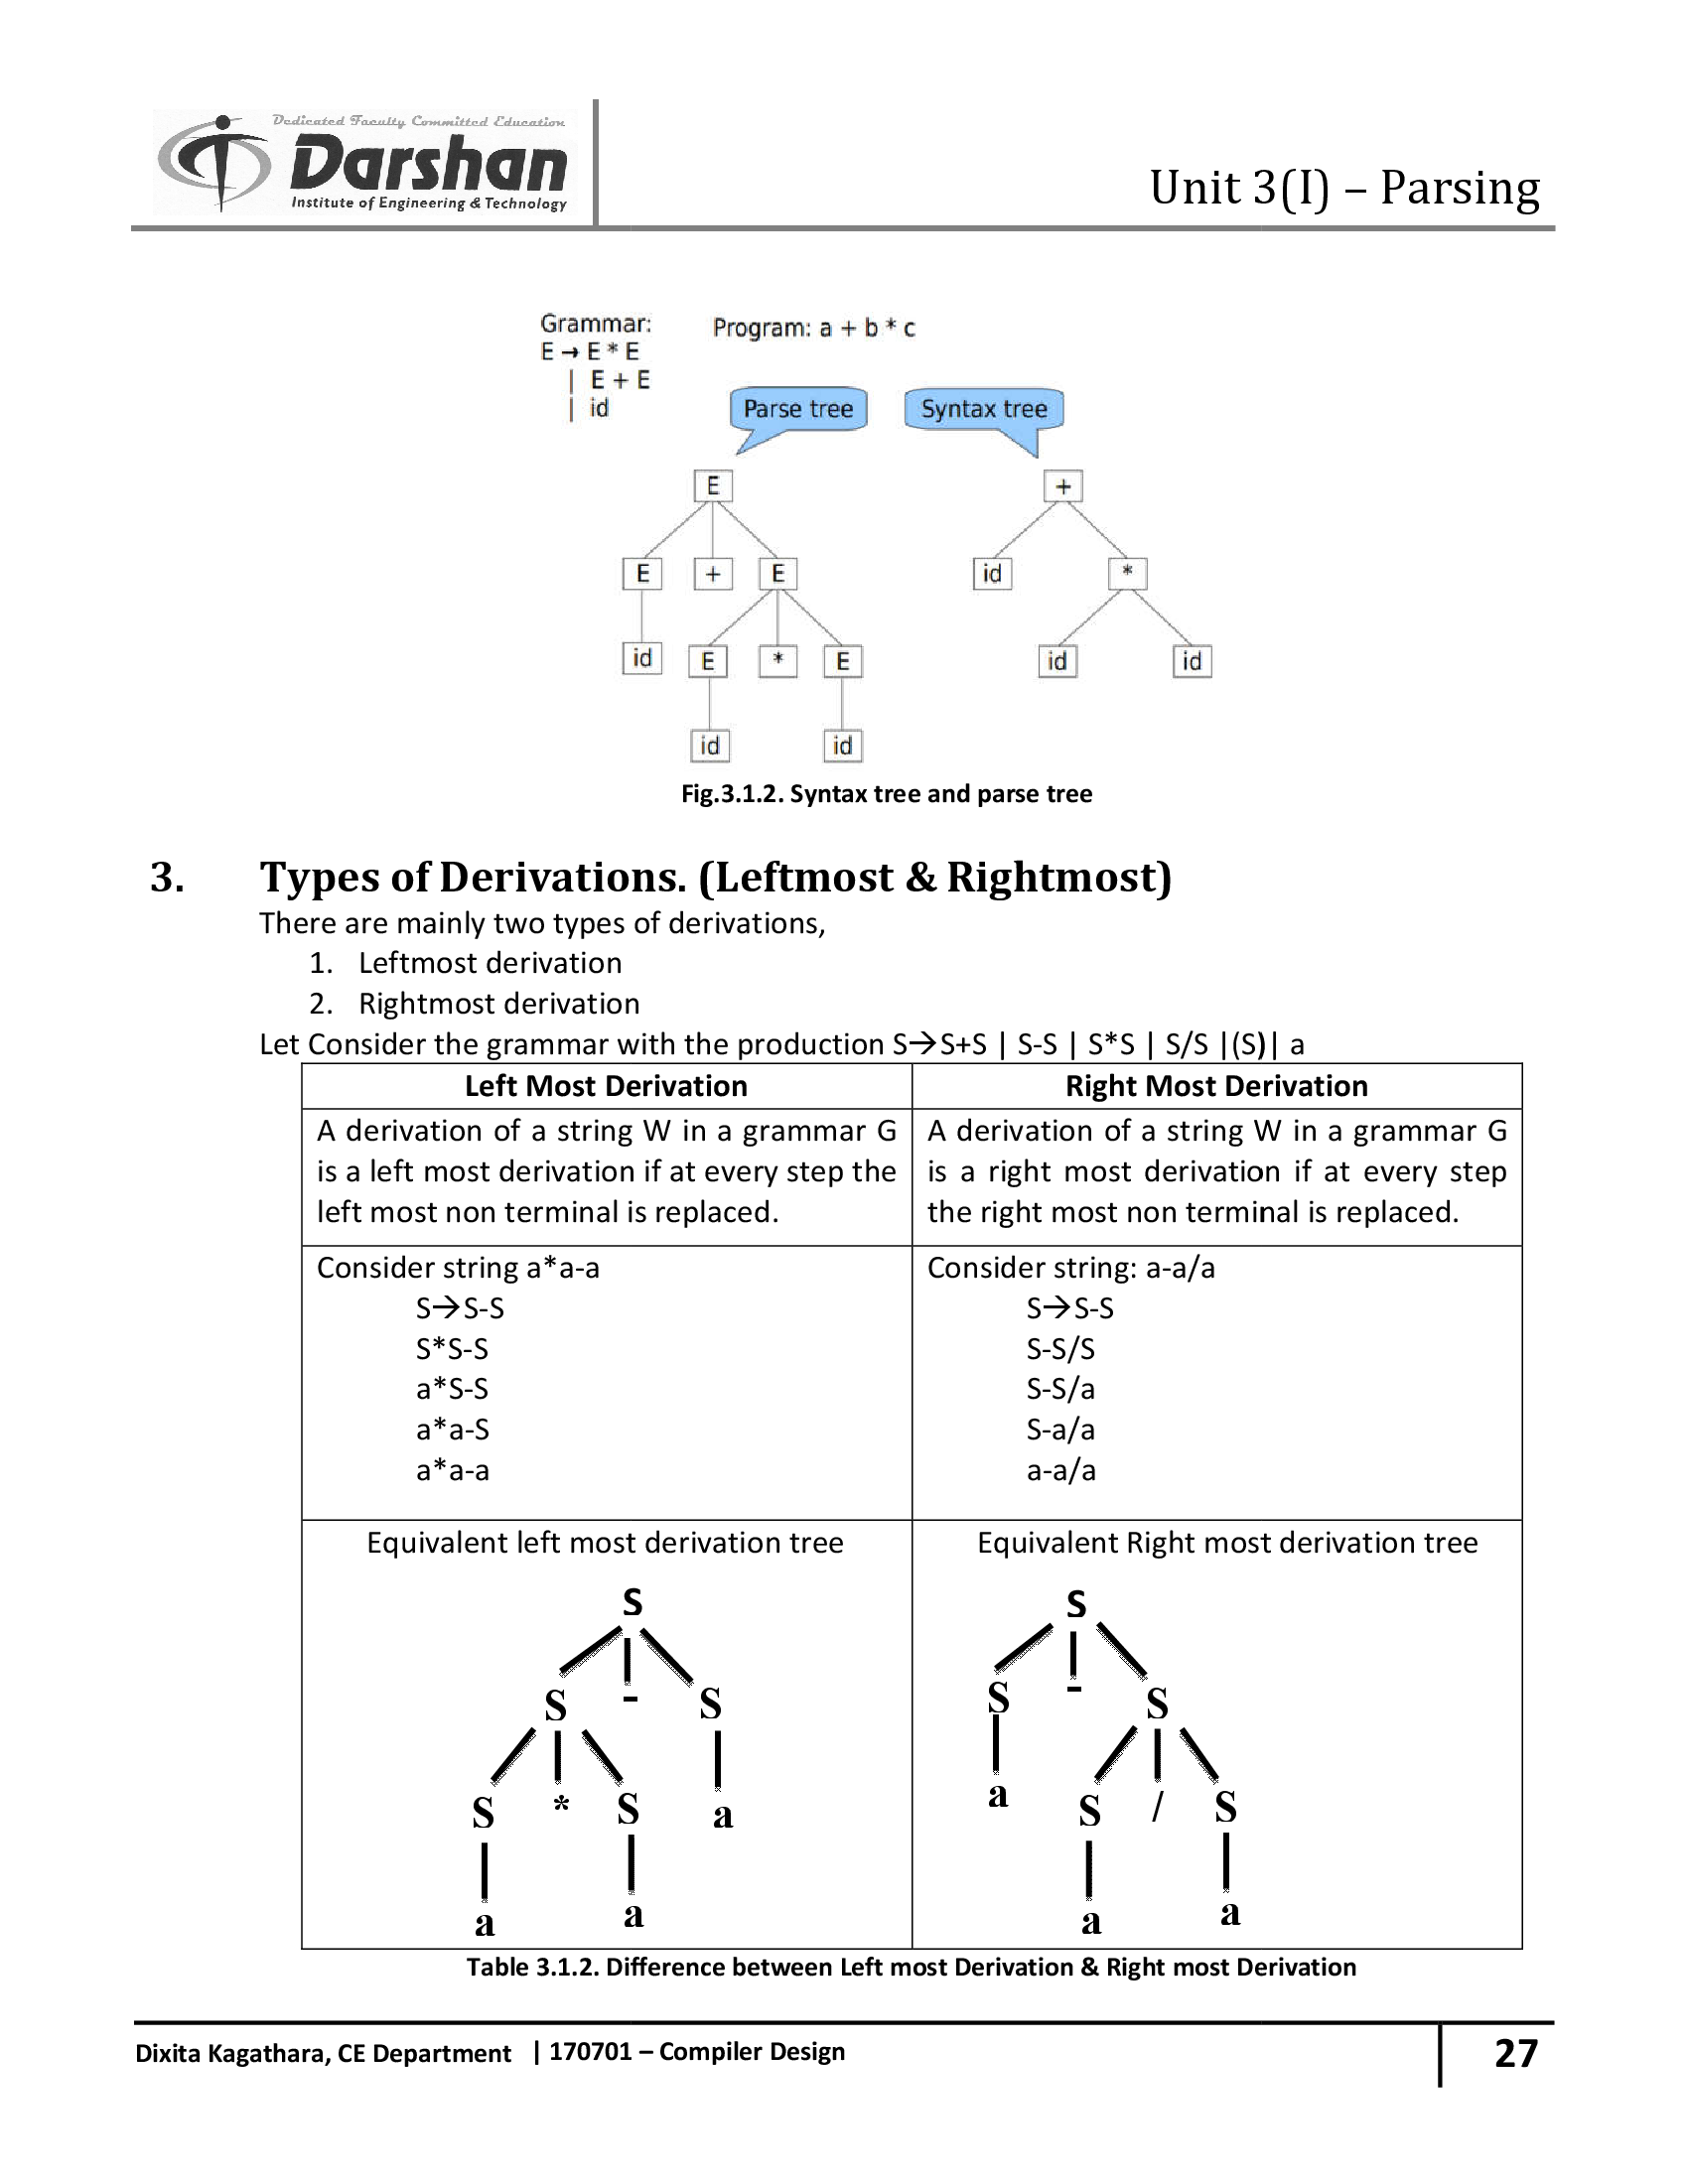 Dedicated Faculty Committed Education
Darshan
Institute of Engineering & Technology
Unit 3(I) – Parsing
Grammar:
E → E * E
| E + E
| id
Program: a + b * c
Parse tree
Syntax tree
E
E + E
id E * E
id id
+
id *
id id
Fig.3.1.2. Syntax tree and parse tree
3. Types of Derivations. (Leftmost & Rightmost)
There are mainly two types of derivations,
1. Leftmost derivation
2. Rightmost derivation
Let Consider the grammar with the production S→S+S | S-S | S*S | S/S |(S)| a
Left Most Derivation
Right Most Derivation
A derivation of a string W in a grammar G
is a left most derivation if at every step the
left most non terminal is replaced.
A derivation of a string W in a grammar G
is a right most derivation if at every step
the right most non terminal is replaced.
Consider string a*a-a
S→S-S
S*S-S
a*S-S
a*a-S
a*a-a
Consider string: a-a/a
S→S-S
S-S/S
S-S/a
S-a/a
a-a/a
Equivalent left most derivation tree
S
S - S
S * S a
a a
Equivalent Right most derivation tree
S
S - S
a S / S
a a
Table 3.1.2. Difference between Left most Derivation & Right most Derivation
Dixita Kagathara, CE Department | 170701 – Compiler Design
27